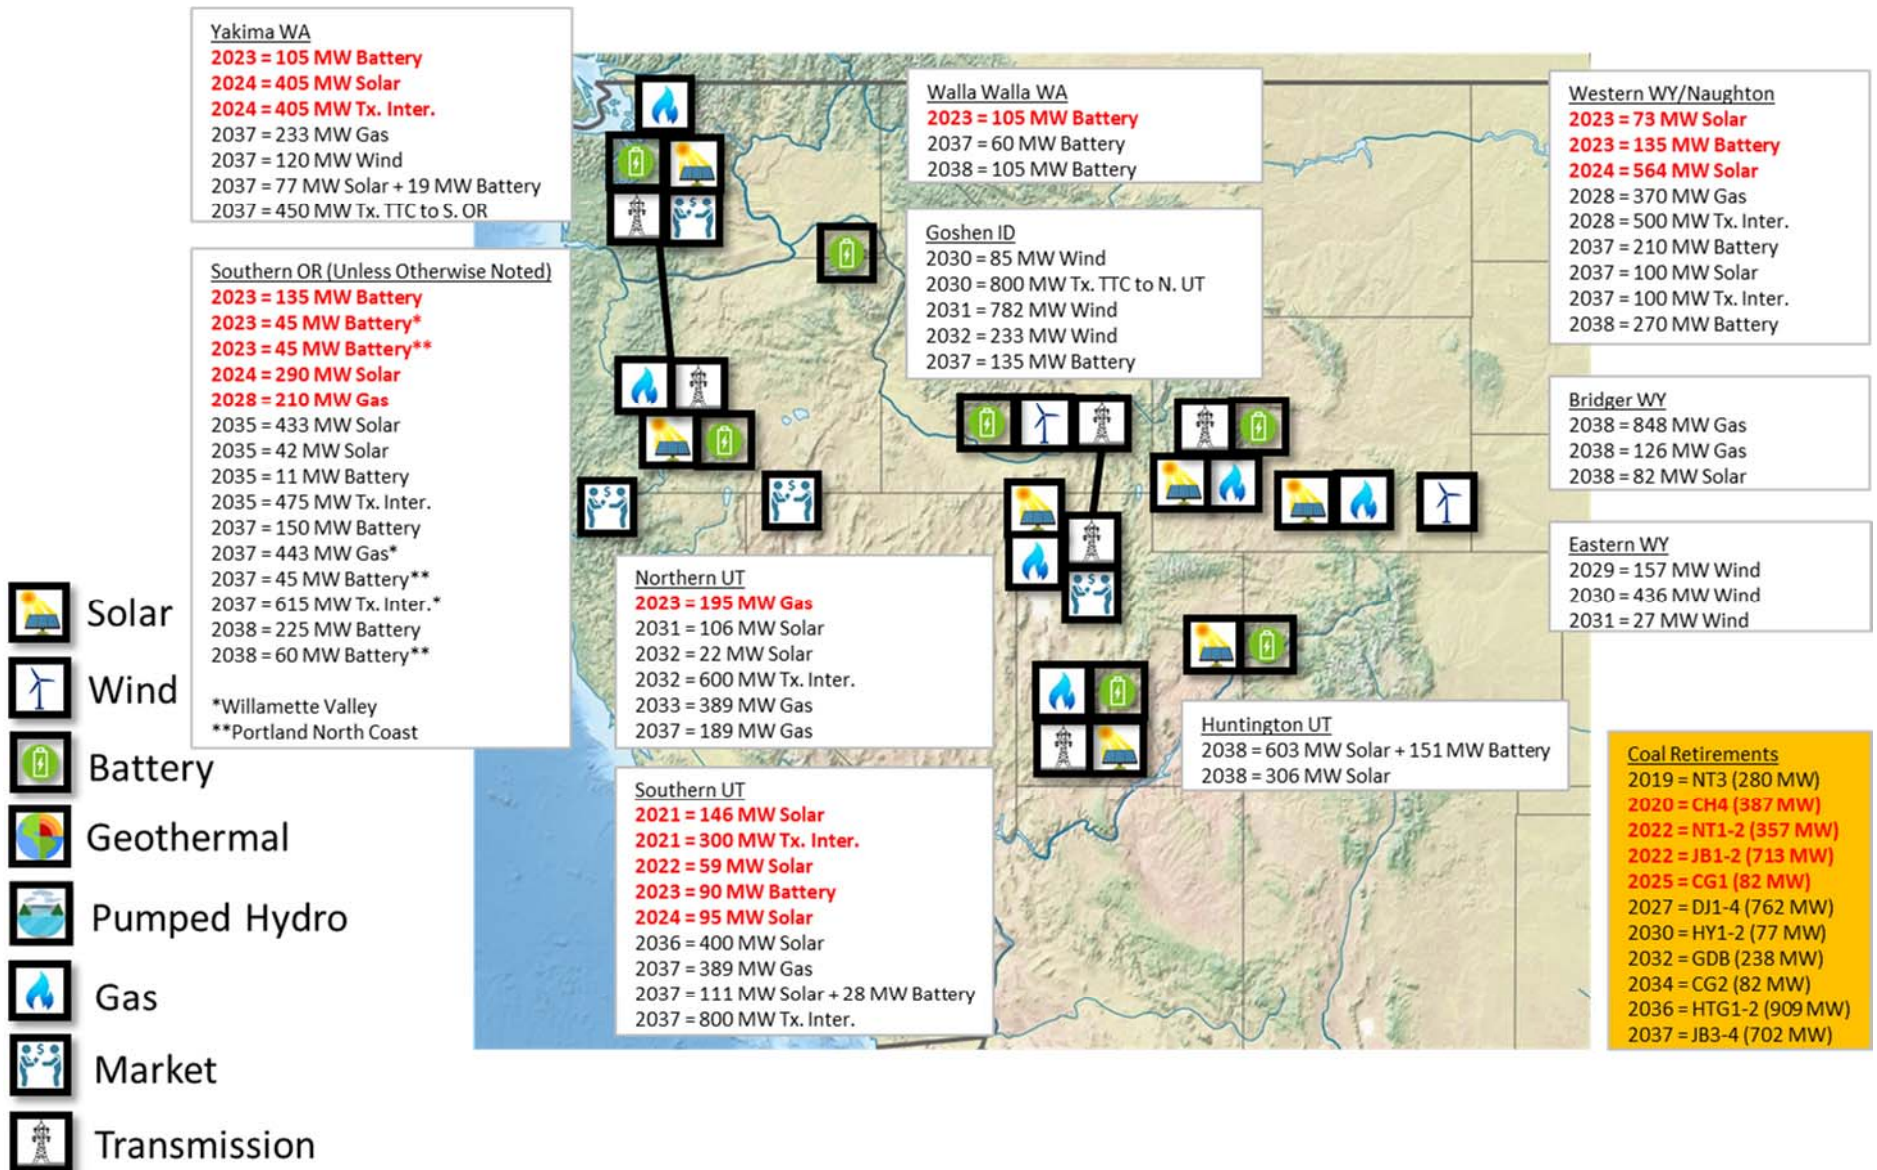 Yakima WA
2023 = 105 MW Battery
2024 = 405 MW Solar
2024 = 405 MW Tx. Inter.
2037 = 233 MW Gas
2037 = 120 MW Wind
2037 = 77 MW Solar + 19 MW Battery
2037 = 450 MW Tx. TTC to S. OR
Southern OR (Unless Otherwise Noted)
2023 = 135 MW Battery
2023 = 45 MW Battery*
2023 = 45 MW Battery**
2024 = 290 MW Solar
2028 = 210 MW Gas
2035 = 433 MW Solar
2035 = 42 MW Solar
2035 = 11 MW Battery
2035 = 475 MW Tx. Inter.
2037 = 150 MW Battery
2037 = 443 MW Gas*
2037 = 45 MW Battery**
2037 = 615 MW Tx. Inter.*
2038 = 225 MW Battery
2038 = 60 MW Battery**
*Willamette Valley
**Portland North Coast
Walla Walla WA
2023 = 105 MW Battery
2037 = 60 MW Battery
2038 = 105 MW Battery
Goshen ID
2030 = 85 MW Wind
2030 = 800 MW Tx. TTC to N. UT
2031 = 782 MW Wind
2032 = 233 MW Wind
2037 = 135 MW Battery
Western WY/Naughton
2023 = 73 MW Solar
2023 = 135 MW Battery
2024 = 564 MW Solar
2028 = 370 MW Gas
2028 = 500 MW Tx. Inter.
2037 = 210 MW Battery
2037 = 100 MW Solar
2037 = 100 MW Tx. Inter.
2038 = 270 MW Battery
Bridger WY
2038 = 848 MW Gas
2038 = 126 MW Gas
2038 = 82 MW Solar
Eastern WY
2029 = 157 MW Wind
2030 = 436 MW Wind
2031 = 27 MW Wind
Northern UT
2023 = 195 MW Gas
2031 = 106 MW Solar
2032 = 22 MW Solar
2032 = 600 MW Tx. Inter.
2033 = 389 MW Gas
2037 = 189 MW Gas
Southern UT
2021 = 146 MW Solar
2021 = 300 MW Tx. Inter.
2022 = 59 MW Solar
2023 = 90 MW Battery
2024 = 95 MW Solar
2036 = 400 MW Solar
2037 = 389 MW Gas
2037 = 111 MW Solar + 28 MW Battery
2037 = 800 MW Tx. Inter.
Huntington UT
2038 = 603 MW Solar + 151 MW Battery
2038 = 306 MW Solar
Coal Retirements
2019 = NT3 (280 MW)
2020 = CH4 (387 MW)
2022 = NT1-2 (357 MW)
2022 = JB1-2 (713 MW)
2025 = CG1 (82 MW)
2027 = DJ1-4 (762 MW)
2030 = HY1-2 (77 MW)
2032 = GDB (238 MW)
2034 = CG2 (82 MW)
2036 = HTG1-2 (909 MW)
2037 = JB3-4 (702 MW)
Solar
Wind
Battery
Geothermal
Pumped Hydro
Gas
Market
Transmission